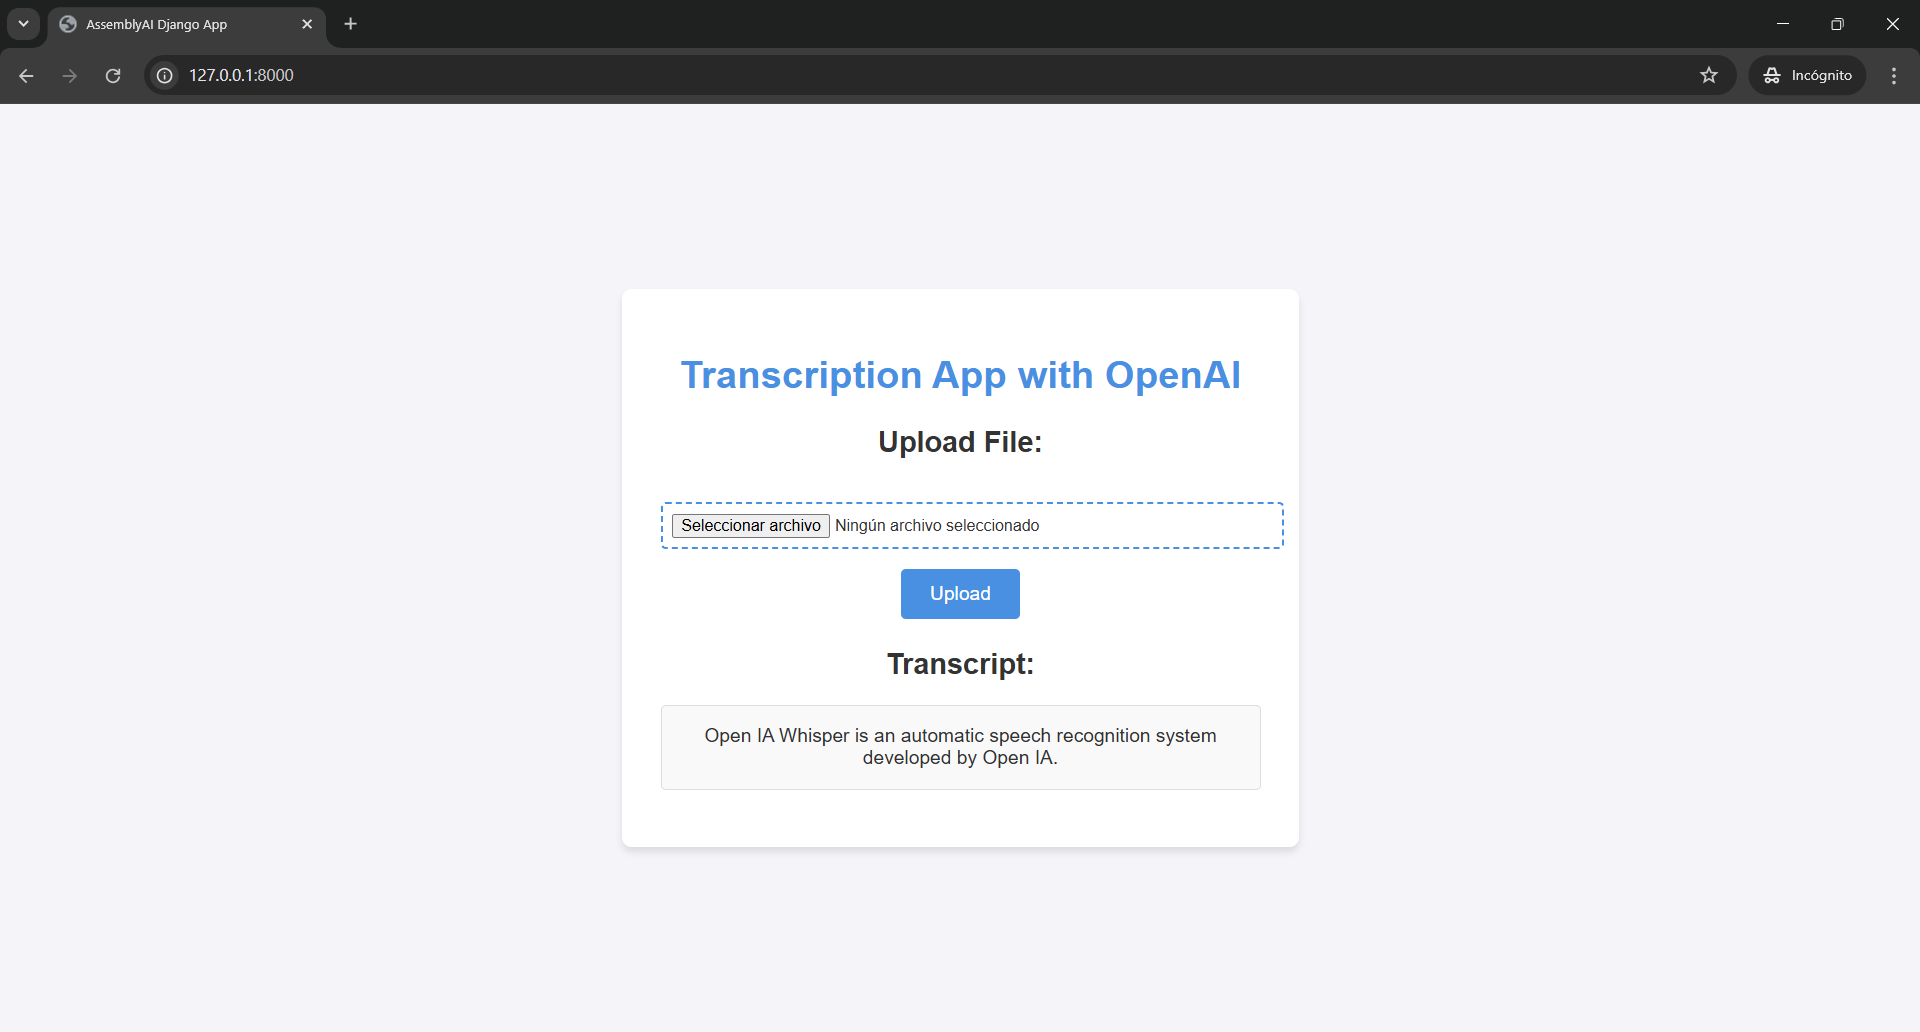 AssemblyAI Django App
127.0.0.1:8000
Incógnito
Transcription App with OpenAI
Upload File:
Seleccionar archivo Ningún archivo seleccionado
Upload
Transcript:
Open IA Whisper is an automatic speech recognition system
developed by Open IA.